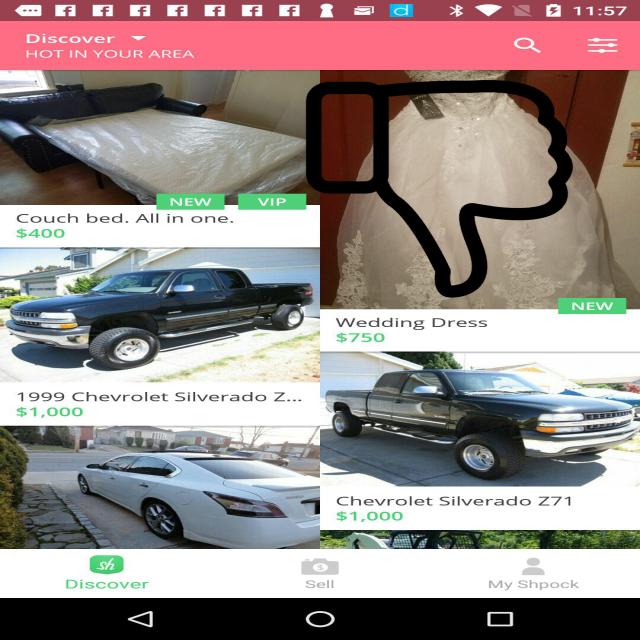 11:57
Discover
HOT IN YOUR AREA
NEW
VIP
Couch bed. All in one.
$400
NEW
Wedding Dress
$750
1999 Chevrolet Silverado Z...
$1,000
Chevrolet Silverado Z71
$1,000
sh
Discover
Sell
My Shpock